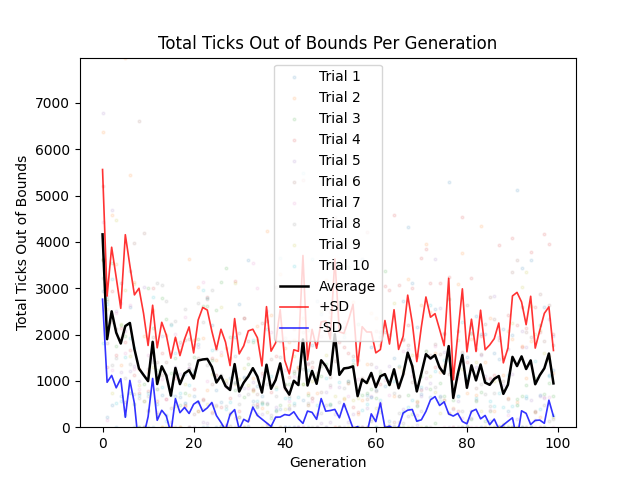 Total Ticks Out of Bounds Per Generation
Total Ticks Out of Bounds
7000
6000
5000
4000
3000
2000
1000
0
Trial 1
Trial 2
Trial 3
Trial 4
Trial 5
Trial 6
Trial 7
Trial 8
Trial 9
Trial 10
Average
+SD
-SD
0
20
40
60
80
100
Generation